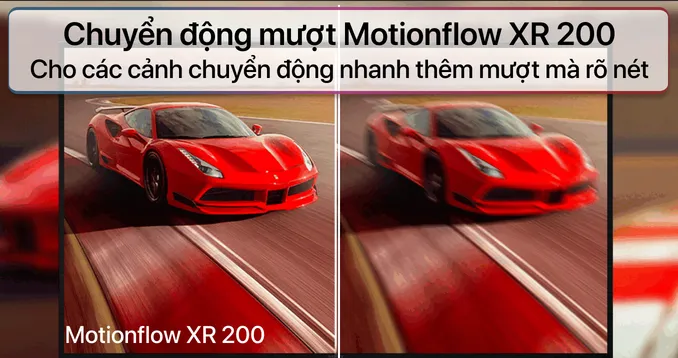 Chuyển động mượt Motionflow XR 200
Cho các cảnh chuyển động nhanh thêm mượt mà rõ nét
Motionflow XR 200